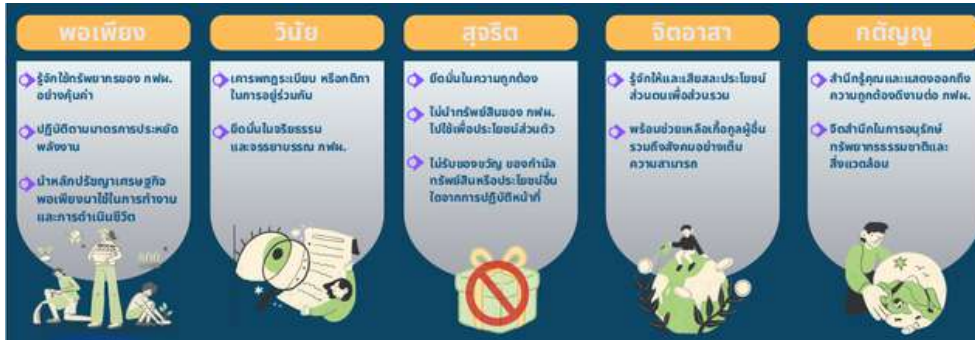 พอเพียง
รู้จักใช้ทรัพยากรของ กฟผ.
อย่างคุ้มค่า
ปฏิบัติตามมาตรการประหยัด
พลังงาน
นำหลักปรัชญาเศรษฐกิจ
พอเพียงมาใช้ในการทำงาน
และการดำเนินชีวิต
วินัย
เคารพกฎระเบียบ หรือกติกา
ในการอยู่ร่วมกัน
ยึดมั่นในจริยธรรม
และจรรยาบรรณ กฟผ.
สุจริต
ยึดมั่นในความถูกต้อง
ไม่นำทรัพย์สินของ กฟผ.
ไปใช้เพื่อประโยชน์ส่วนตัว
ไม่รับของขวัญ ของกำนัล
ทรัพย์สินหรือประโยชน์อื่น
ใดจากการปฏิบัติหน้าที่
จิตอาสา
รู้จักให้และเสียสละประโยชน์
ส่วนตนเพื่อส่วนรวม
พร้อมช่วยเหลือเกื้อกูลผู้อื่น
รวมถึงสังคมอย่างเต็ม
ความสามารถ
กตัญญู
สำนึกรู้คุณและแสดงออกถึง
ความถูกต้องดีงามต่อ กฟผ.
จิตสำนึกในการอนุรักษ์
ทรัพยากรธรรมชาติและ
สิ่งแวดล้อม